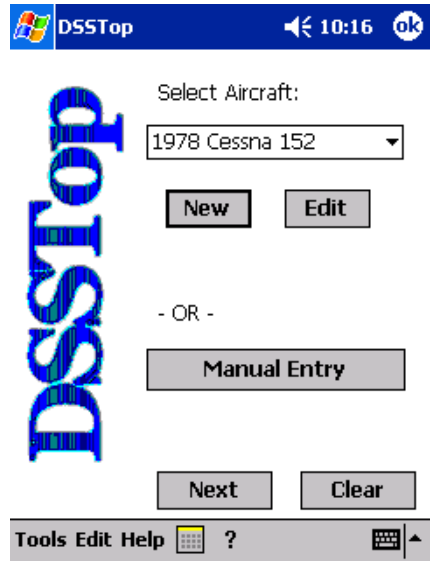 DSSTop 10:16 ok
DSSTop
Select Aircraft:
1978 Cessna 152
New Edit
- OR -
Manual Entry
Next Clear
Tools Edit Help ?